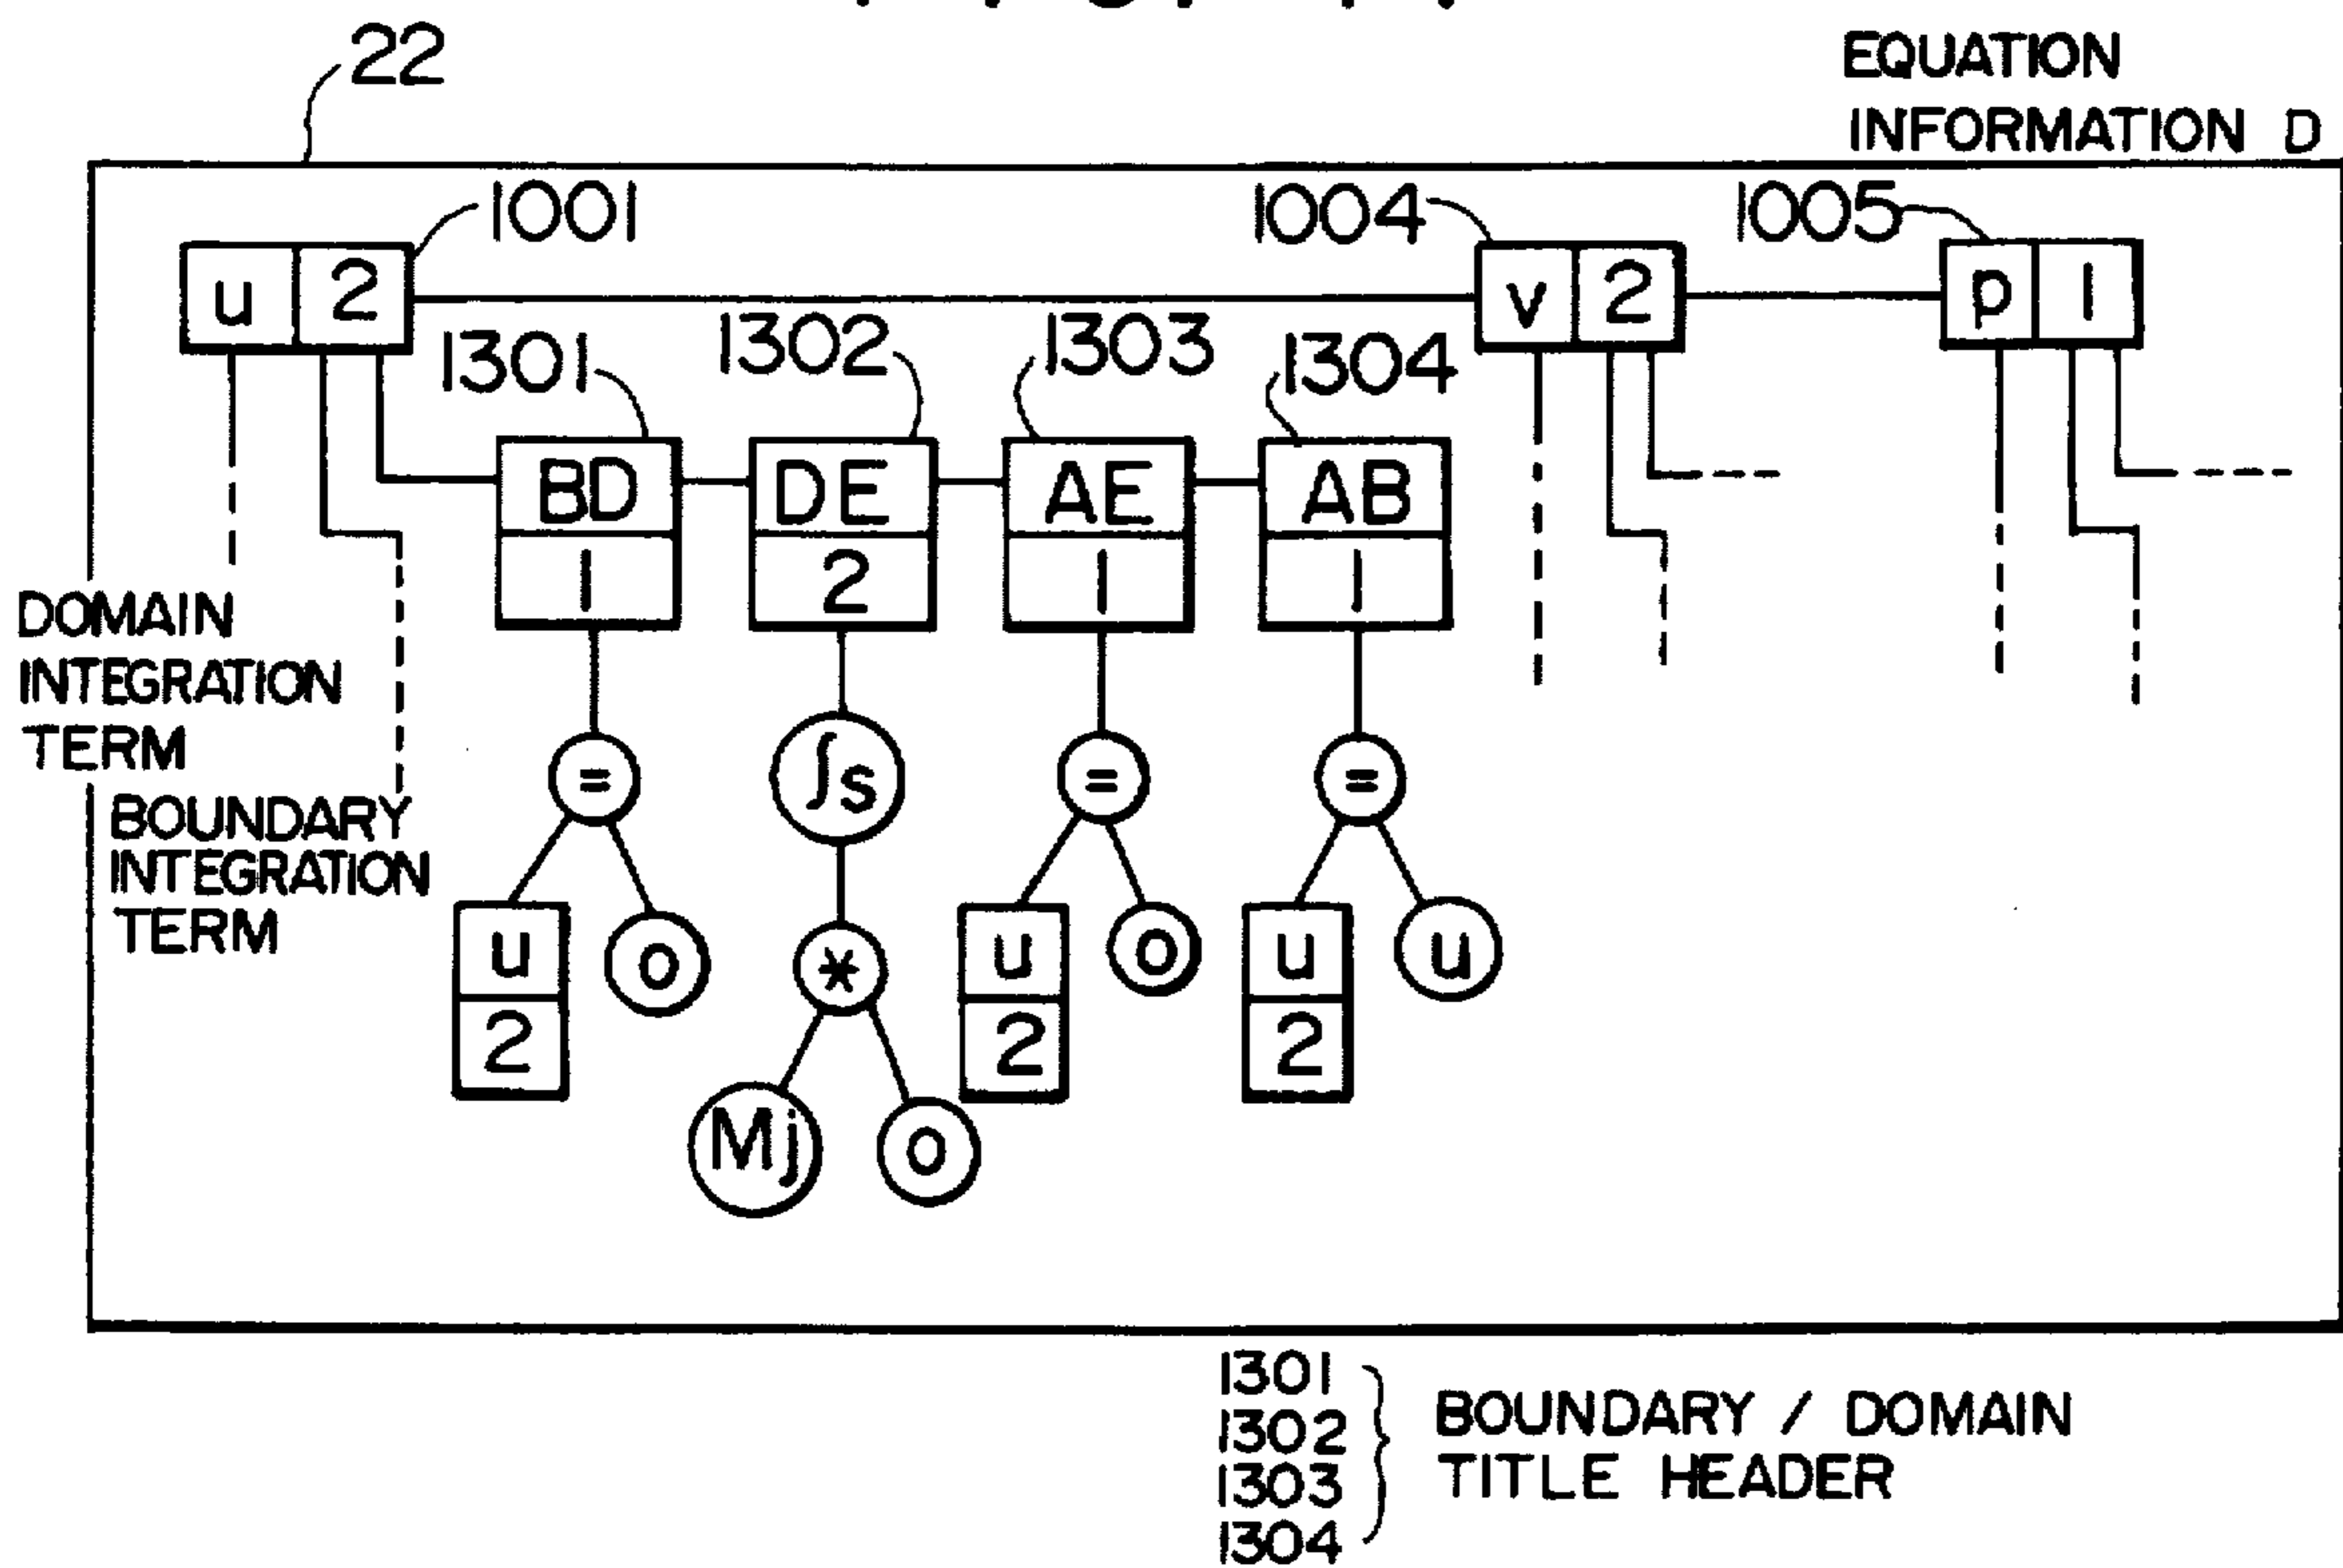 22
EQUATION
INFORMATION D
1001
1004
1005
u 2
v 2
p 1
1301
1302
1303
1304
BD
DE
AE
AB
1
2
1
1
DOMAIN
INTEGRATION
TERM
BOUNDARY
INTEGRATION
TERM
=
∫s
=
=
u
o
*
u
o
u
u
2
2
2
Mj
o
1301
1302
1303
1304
BOUNDARY / DOMAIN
TITLE HEADER